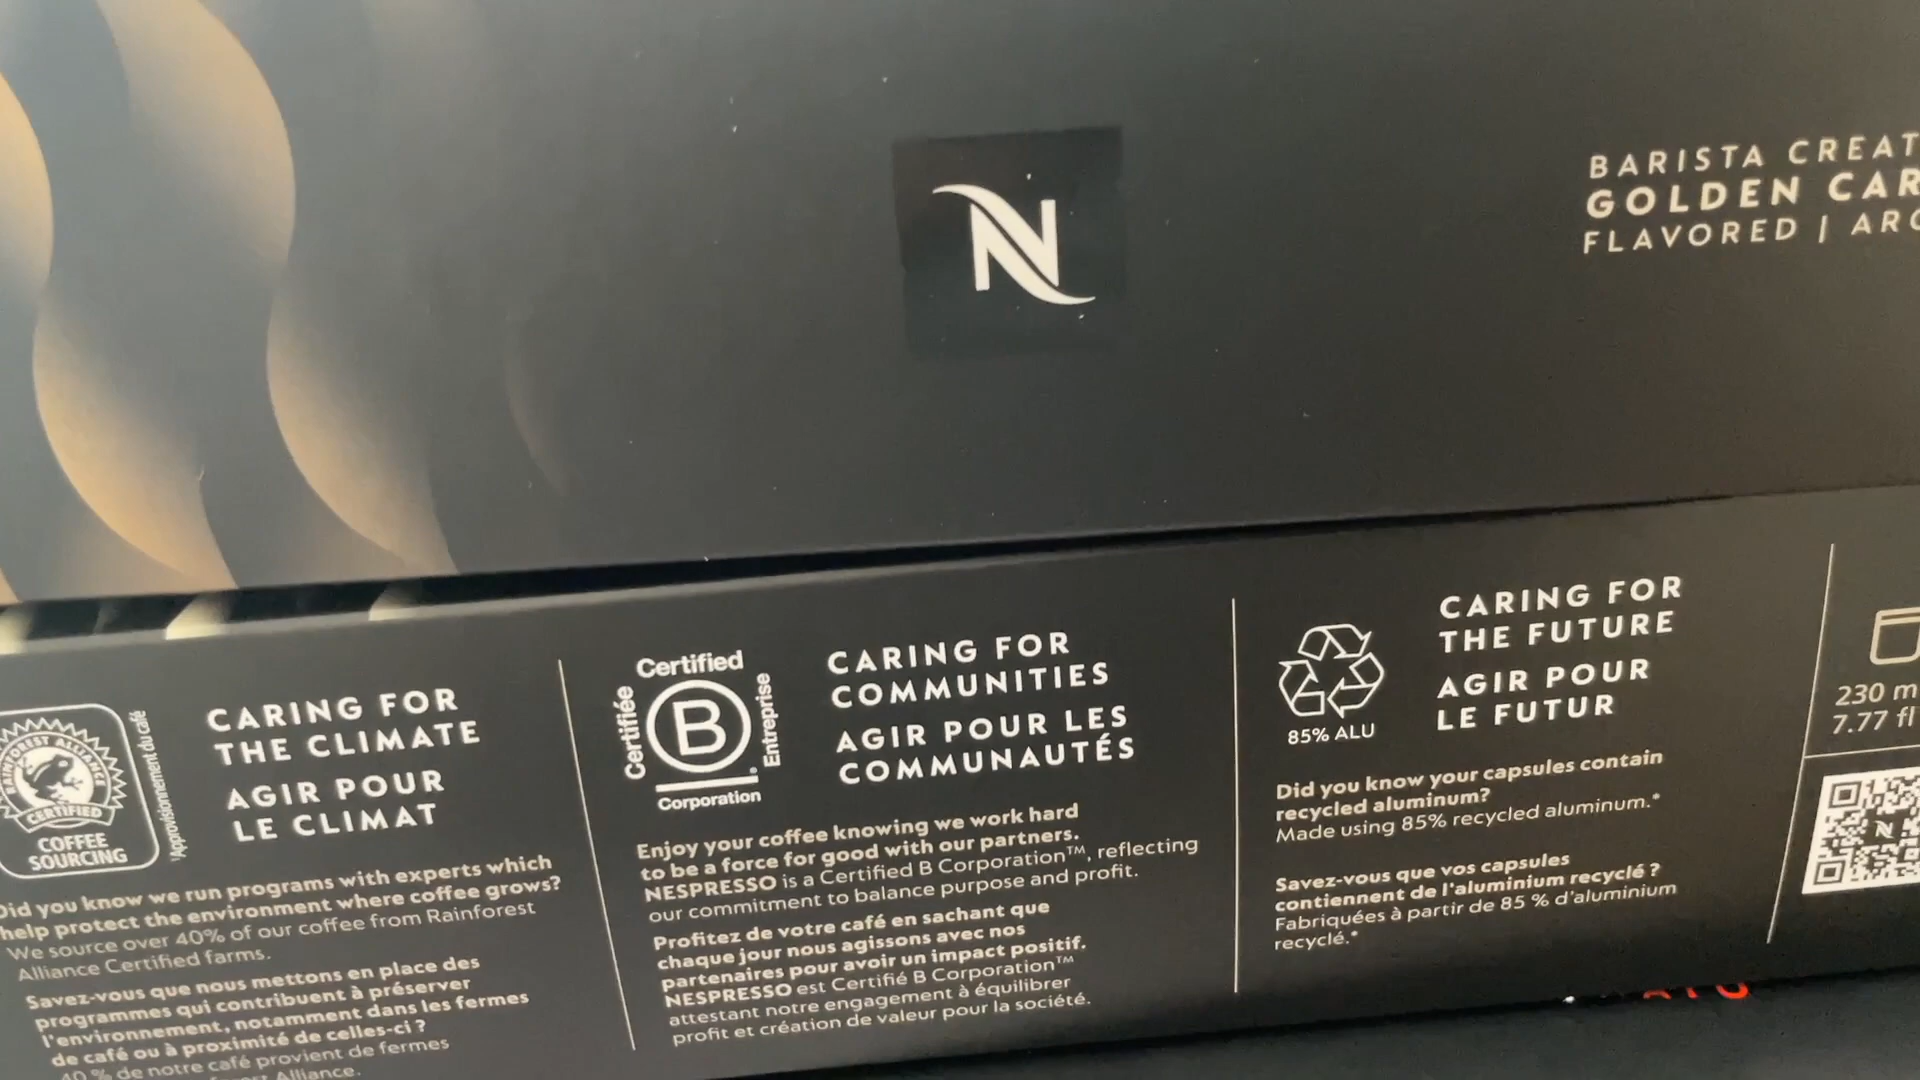 N
BARISTA
GOLDEN
FLAVORED |
RAINFOREST ALLIANCE
CERTIFIED
COFFEE
SOURCING
Approvisionnement du café
CARING FOR
THE CLIMATE
AGIR POUR
LE CLIMAT
Did you know we run programs with experts which
help protect the environment where coffee grows?
We source over 40% of our coffee from Rainforest
Alliance Certified farms.
Savez-vous que nous mettons en place des
programmes qui contribuent à préserver
l'environnement, notamment dans les fermes
de café ou à proximité de celles-ci ?
40 % de notre café provient de fermes
Alliance.
Certified
Certifiée
B
Entreprise
Corporation
CARING FOR
COMMUNITIES
AGIR POUR LES
COMMUNAUTÉS
Enjoy your coffee knowing we work hard
to be a force for good with our partners.
NESPRESSO is a Certified B Corporation™, reflecting
our commitment to balance purpose and profit.
Profitez de votre café en sachant que
chaque jour nous agissons avec nos
partenaires pour avoir un impact positif.
NESPRESSO est Certifié B Corporation™
attestant notre engagement à équilibrer
profit et création de valeur pour la société.
85% ALU
CARING FOR
THE FUTURE
AGIR POUR
LE FUTUR
Did you know your capsules contain
recycled aluminum?
Made using 85% recycled aluminum.*
Savez-vous que vos capsules
contiennent de l'aluminium recyclé ?
Fabriquées à partir de 85 % d'aluminium
recyclé.*
230
7.77 fl
N